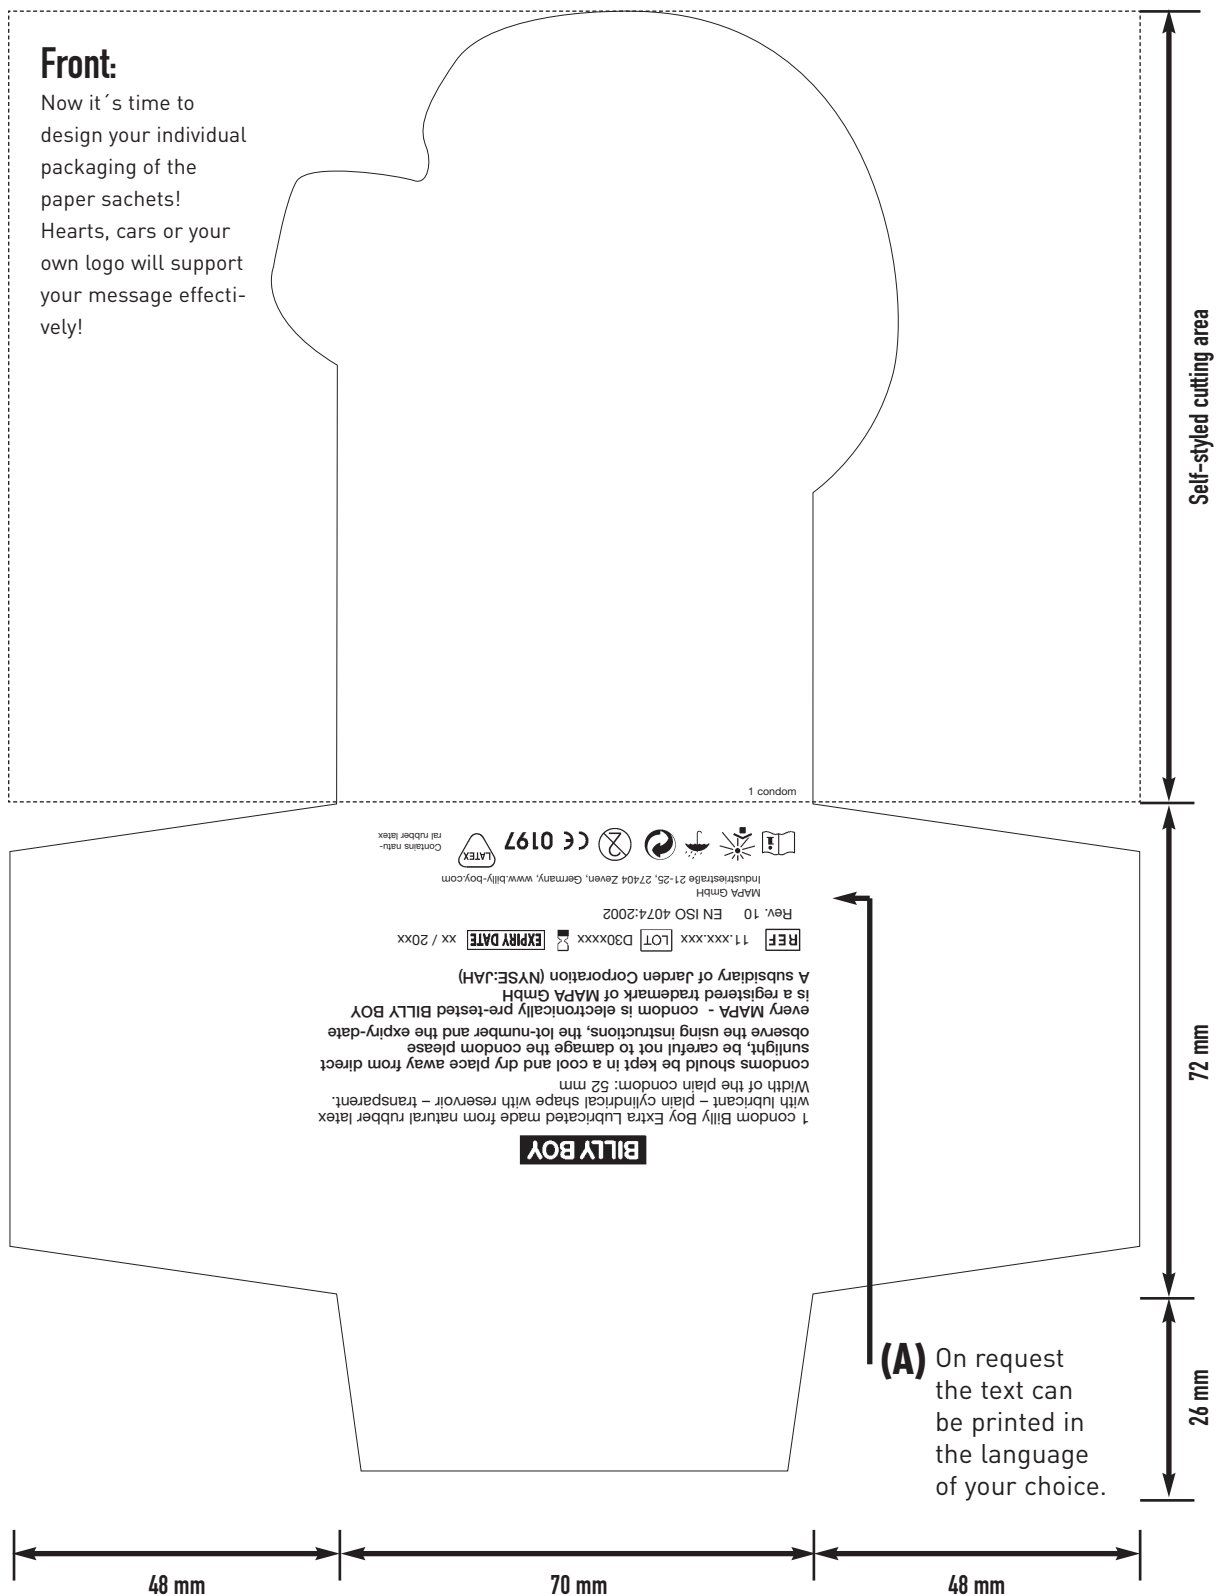 Front:
Now it´s time to
design your individual
packaging of the
paper sachets!
Hearts, cars or your
own logo will support
your message effecti-
vely!
Self-styled cutting area
1 condom
BILLY BOY
1 condom Billy Boy Extra Lubricated made from natural rubber latex
with lubricant – plain cylindrical shape with reservoir – transparent.
Width of the plain condom: 52 mm
condoms should be kept in a cool and dry place away from direct
sunlight, be careful not to damage the condom please
observe the using instructions, the lot-number and the expiry-date
every MAPA - condom is electronically pre-tested BILLY BOY
is a registered trademark of MAPA GmbH
A subsidiary of Jarden Corporation (NYSE:JAH)
REF 11.xxx.xxx LOT D30xxxx EXPIRY DATE xx / 20xx
Rev. 10 EN ISO 4074:2002
MAPA GmbH
Industriestraße 21-25, 27404 Zeven, Germany, www.billy-boy.com
i 2 CE 0197 LATEX
Contains natu-
ral rubber latex
72 mm
(A) On request
the text can
be printed in
the language
of your choice.
26 mm
48 mm 70 mm 48 mm